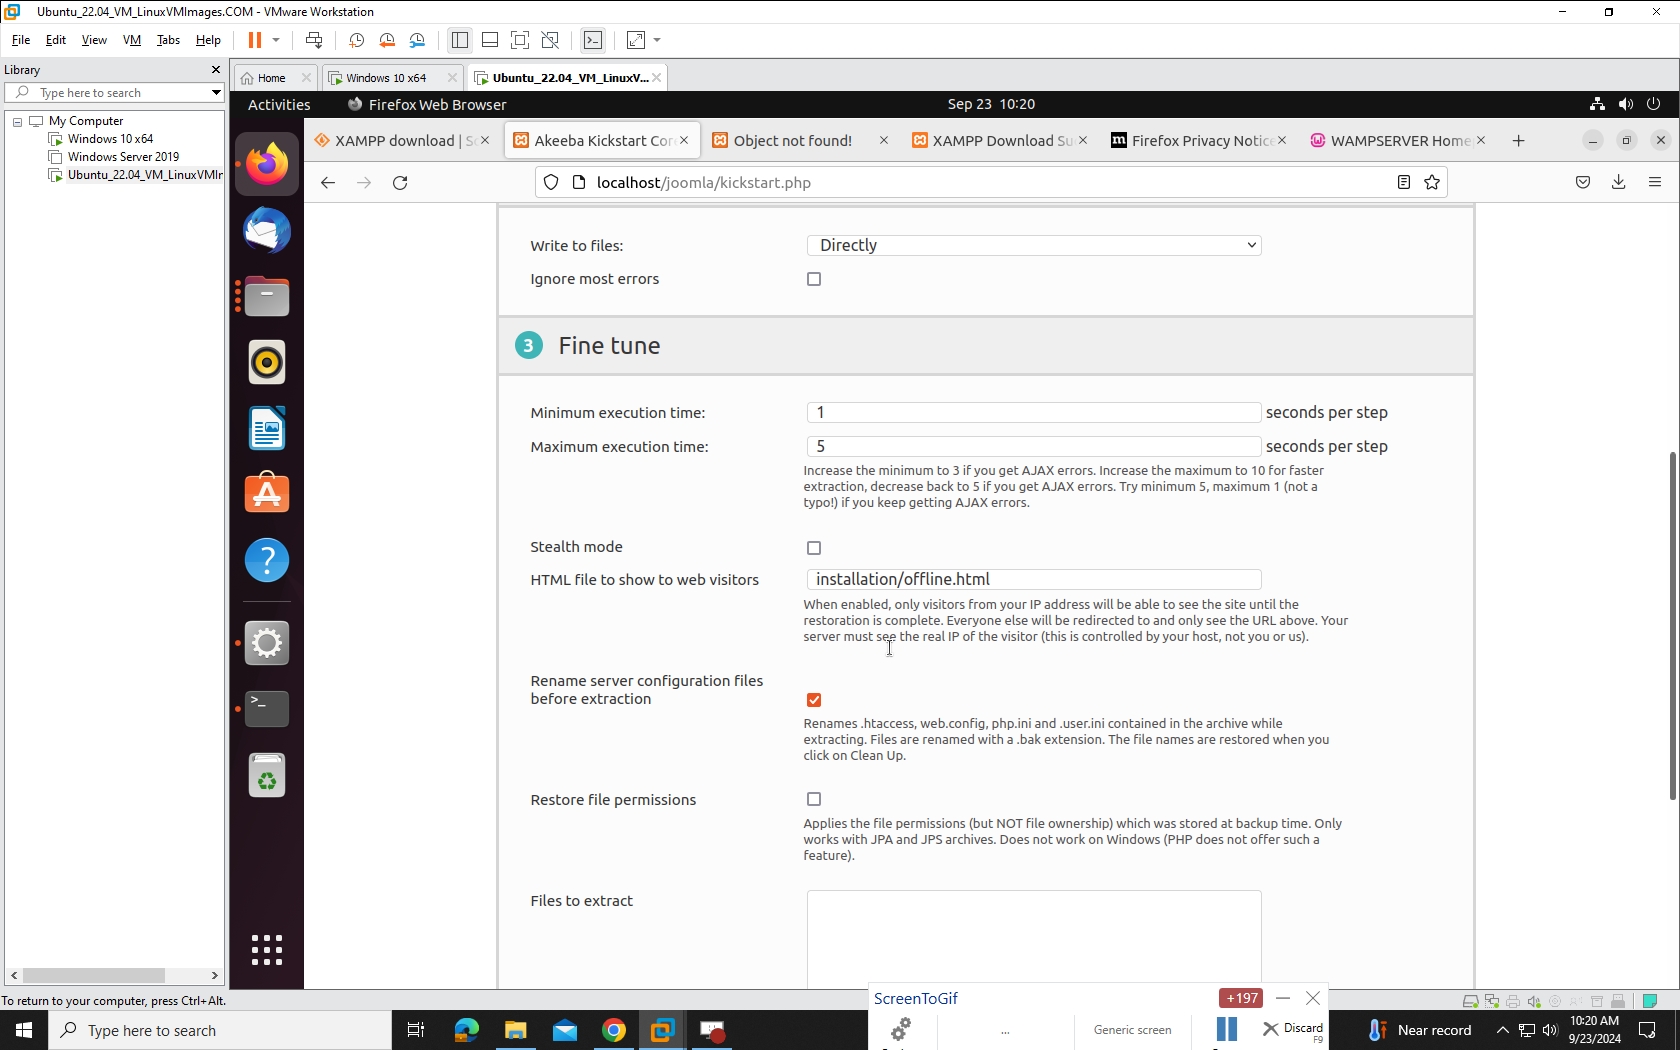 Ubuntu_22.04_VM_LinuxVMImages.COM - VMware Workstation
File Edit View VM Tabs Help
Library
Type here to search
My Computer
Windows 10 x64
Windows Server 2019
Ubuntu_22.04_VM_LinuxVMIr
Home
Windows 10 x64
Ubuntu_22.04_VM_LinuxV...
Activities
Firefox Web Browser
Sep 23 10:20
XAMPP download | Sc
Akeeba Kickstart Cor
Object not found!
XAMPP Download Su
Firefox Privacy Notice
WAMPSERVER Home
localhost/joomla/kickstart.php
Write to files:
Directly
Ignore most errors
3 Fine tune
Minimum execution time:
1
seconds per step
Maximum execution time:
5
seconds per step
Increase the minimum to 3 if you get AJAX errors. Increase the maximum to 10 for faster
extraction, decrease back to 5 if you get AJAX errors. Try minimum 5, maximum 1 (not a
typo!) if you keep getting AJAX errors.
Stealth mode
HTML file to show to web visitors
installation/offline.html
When enabled, only visitors from your IP address will be able to see the site until the
restoration is complete. Everyone else will be redirected to and only see the URL above. Your
server must see the real IP of the visitor (this is controlled by your host, not you or us).
Rename server configuration files
before extraction
Renames .htaccess, web.config, php.ini and .user.ini contained in the archive while
extracting. Files are renamed with a .bak extension. The file names are restored when you
click on Clean Up.
Restore file permissions
Applies the file permissions (but NOT file ownership) which was stored at backup time. Only
works with JPA and JPS archives. Does not work on Windows (PHP does not offer such a
feature).
Files to extract
To return to your computer, press Ctrl+Alt.
ScreenToGif
+197
...
Generic screen
Discard
F9
Type here to search
Near record
10:20 AM
9/23/2024